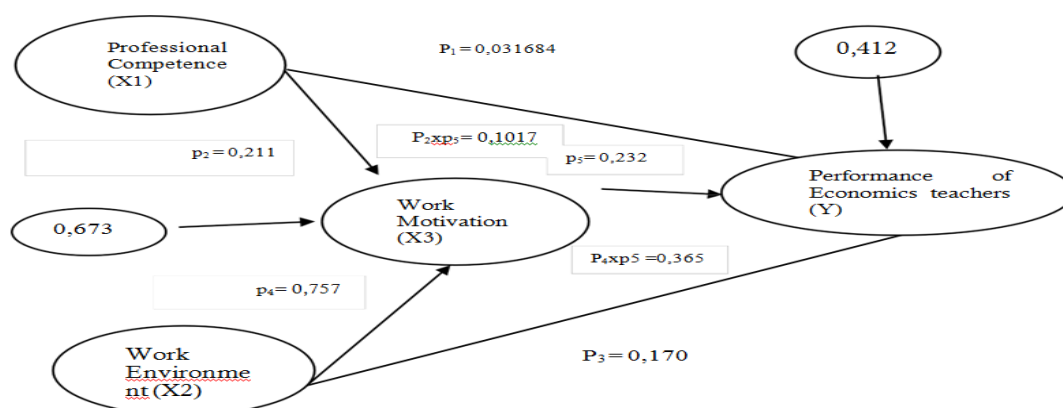 Professional
Competence
(X1)
P₁ = 0,031684
0,412
P₂xp₅= 0,1017
p₂ = 0,211
p₅ = 0,232
Performance of
Economics teachers
(Y)
Work
Motivation
(X3)
0,673
P₄xp5 =0,365
p₄ = 0,757
Work
Environme
nt (X2)
P₃ = 0,170